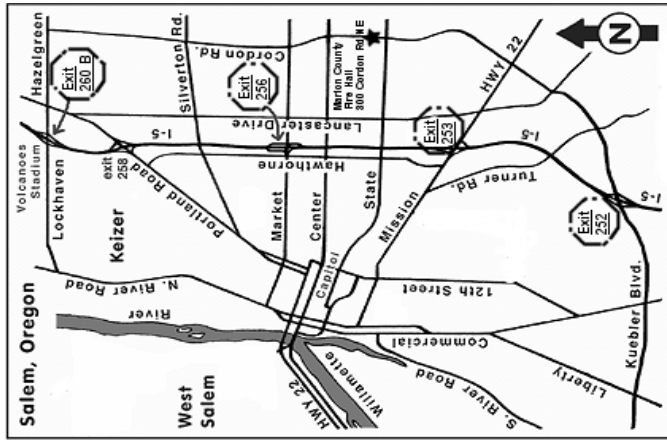 Salem, Oregon
Volcanoes
Stadium
Hazelgreen
Lockhaven
Exit
260 B
I-5
exit
258
Keizer
Portland Road
N. River Road
River
West
Salem
HWY 22
Willamette
Silverton Rd.
Cordon Rd.
Exit
256
Lancaster Drive
Hawthorne
Market
Center
Capitol
State
Marion County
Fire Hall
300 Cordon Rd NE
Mission
HWY 22
N
Exit
253
I-5
Turner Rd.
12th Street
Commercial
Liberty
S. River Road
Exit
252
I-5
Kuebler Blvd.